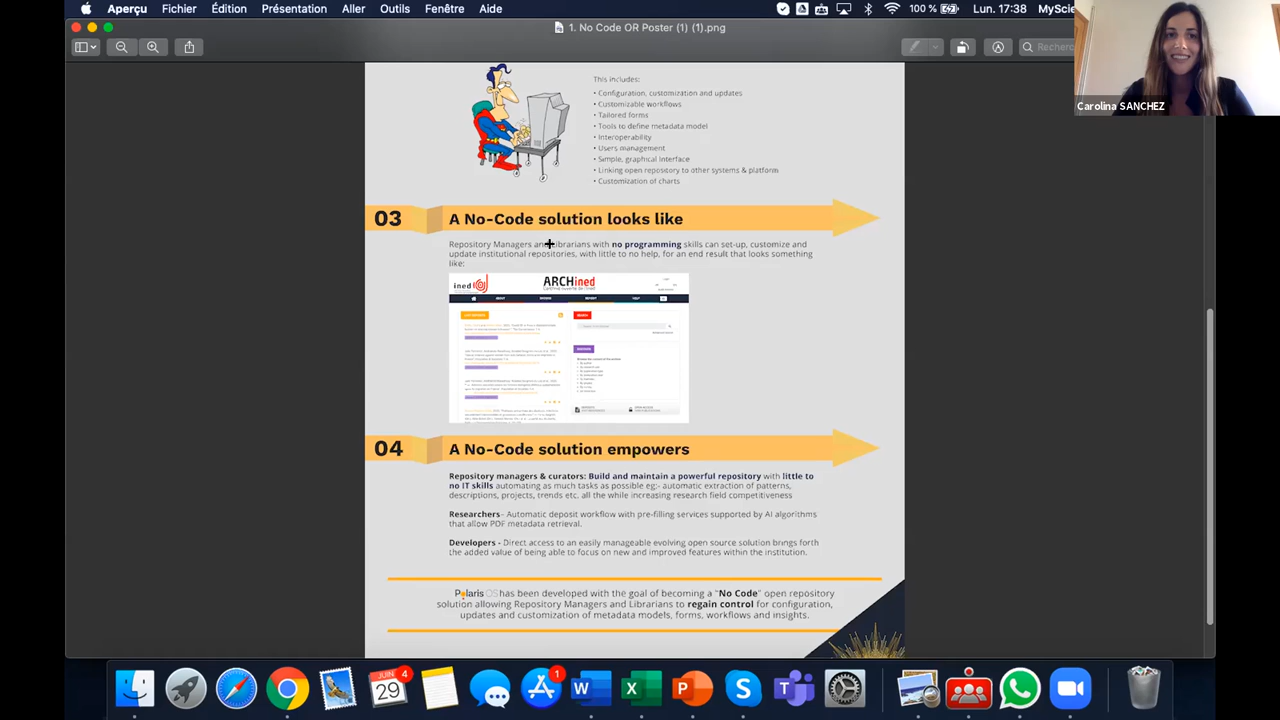 Aperçu Fichier Édition Présentation Aller Outils Fenêtre Aide 100 % Lun. 17:38 MyScie
1. No Code OR Poster (1) (1).png
Recherc
Carolina SANCHEZ
This includes:
• Configuration, customization and updates
• Customizable workflows
• Tailored forms
• Tools to define metadata model
• Interoperability
• Users management
• Simple, graphical interface
• Linking open repository to other systems & platform
• Customization of charts
03 A No-Code solution looks like
Repository Managers and Librarians with no programming skills can set-up, customize and
update institutional repositories, with little to no help, for an end result that looks something
like:
ined ARCHined
04 A No-Code solution empowers
Repository managers & curators: Build and maintain a powerful repository with little to
no IT skills automating as much tasks as possible eg:- automatic extraction of patterns,
descriptions, projects, trends etc. all the while increasing research field competitiveness
Researchers- Automatic deposit workflow with pre-filling services supported by AI algorithms
that allow PDF metadata retrieval.
Developers - Direct access to an easily manageable evolving open source solution brings forth
the added value of being able to focus on new and improved features within the institution.
Polaris OS has been developed with the goal of becoming a "No Code" open repository
solution allowing Repository Managers and Librarians to regain control for configuration,
updates and customization of metadata models, forms, workflows and insights.
JUIN 4 1
29